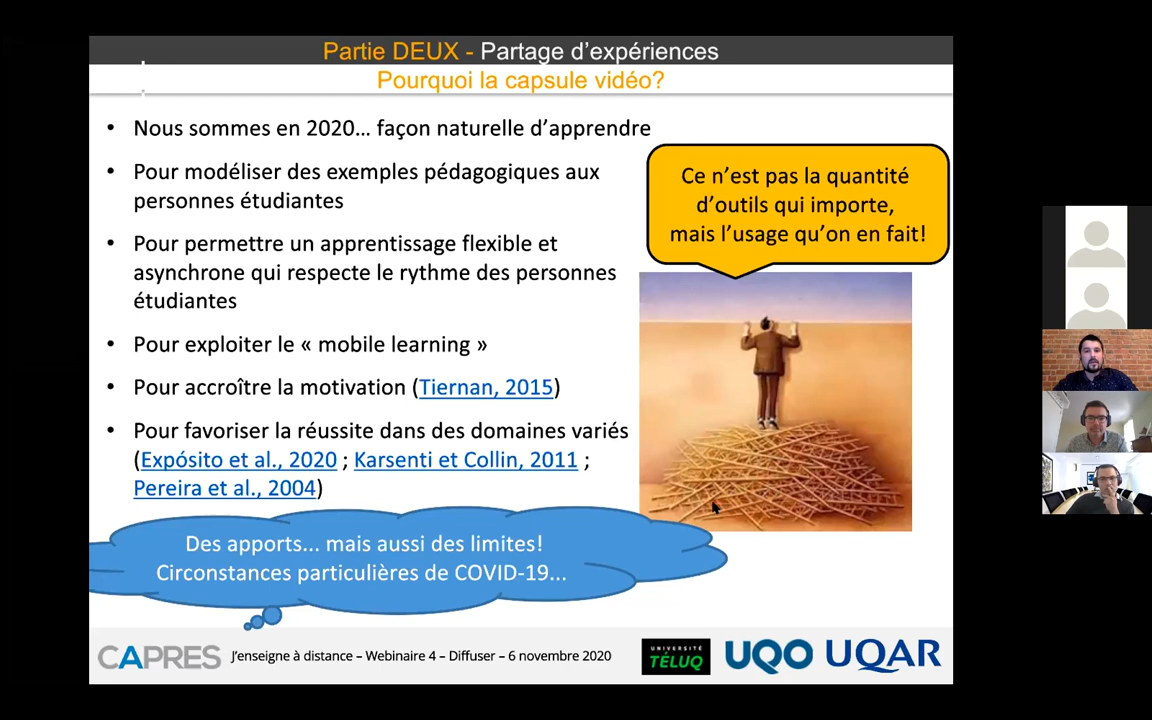 Partie DEUX - Partage d’expériences
Pourquoi la capsule vidéo?
• Nous sommes en 2020… façon naturelle d’apprendre
• Pour modéliser des exemples pédagogiques aux
personnes étudiantes
• Pour permettre un apprentissage flexible et
asynchrone qui respecte le rythme des personnes
étudiantes
• Pour exploiter le « mobile learning »
• Pour accroître la motivation (Tiernan, 2015)
• Pour favoriser la réussite dans des domaines variés
(Expósito et al., 2020 ; Karsenti et Collin, 2011 ;
Pereira et al., 2004)
Ce n’est pas la quantité
d’outils qui importe,
mais l’usage qu’on en fait!
Des apports... mais aussi des limites!
Circonstances particulières de COVID-19...
CAPRES
J’enseigne à distance – Webinaire 4 – Diffuser – 6 novembre 2020
UNIVERSITÉ
TÉLUQ
UQO
UQAR